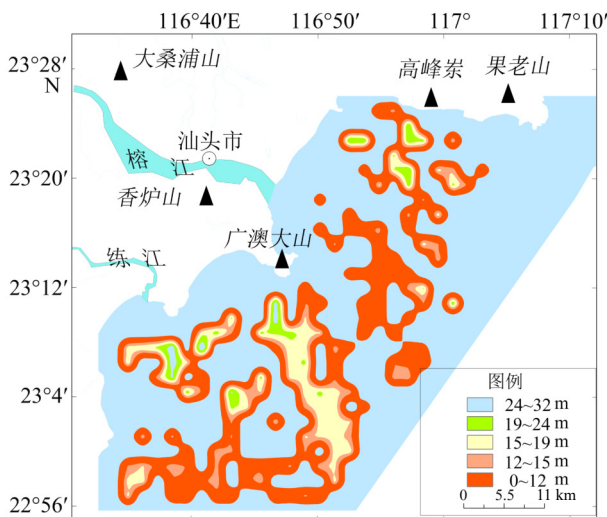 116°40′E 116°50′ 117° 117°10′
23°28′
N
大桑浦山
高峰岽
果老山
汕头市
榕 江
23°20′
香炉山
广澳大山
练 江
23°12′
23°4′
22°56′
图例
24~32 m
19~24 m
15~19 m
12~15 m
0~12 m
0 5.5 11 km